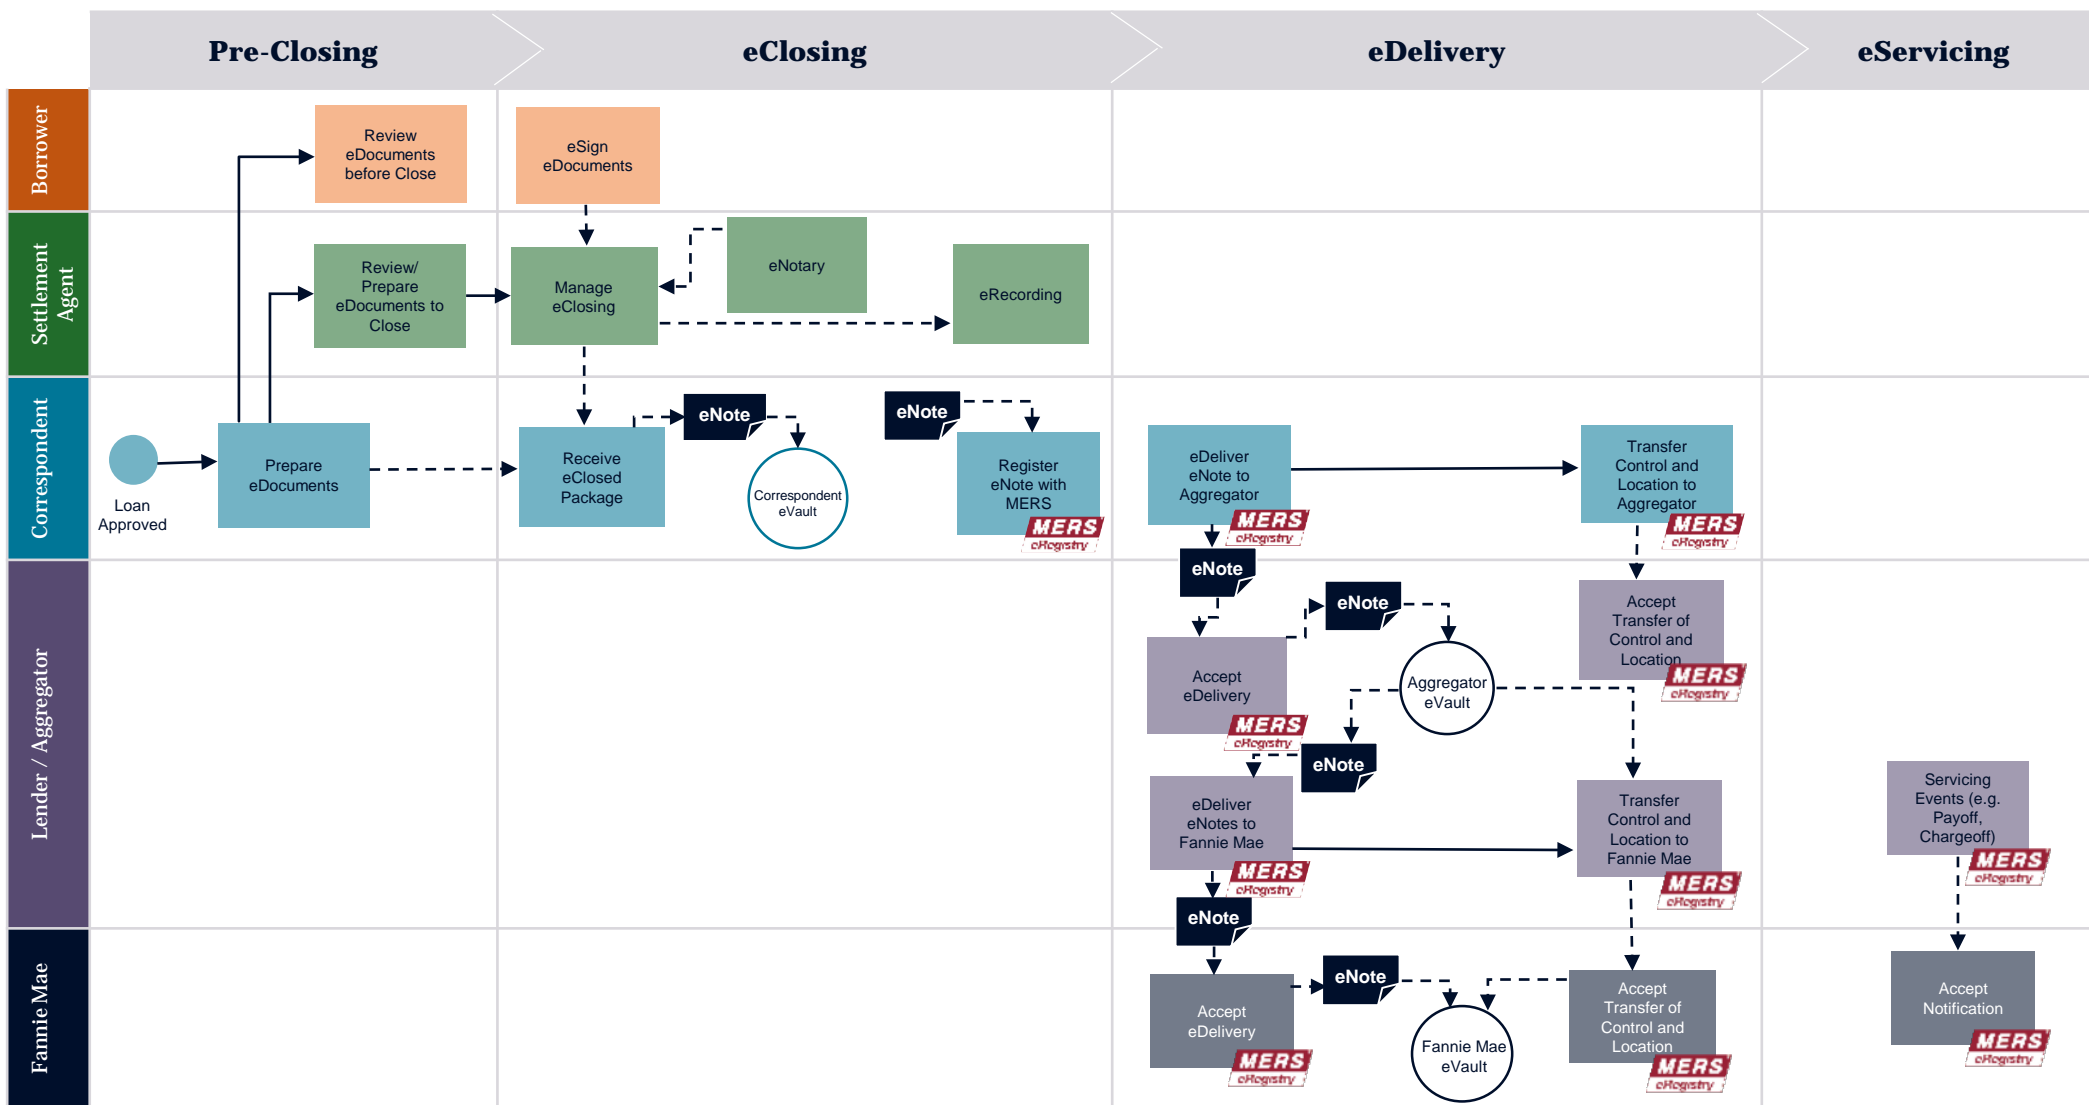 Pre-Closing
eClosing
eDelivery
eServicing
Borrower
Review
eDocuments
before Close
eSign
eDocuments
Settlement
Agent
Review/
Prepare
eDocuments to
Close
Manage
eClosing
eNotary
eRecording
Correspondent
Loan
Approved
Prepare
eDocuments
Receive
eClosed
Package
eNote
Correspondent
eVault
eNote
Register
eNote with
MERS
MERS
eRegistry
eDeliver
eNote to
Aggregator
MERS
eRegistry
Transfer
Control and
Location to
Aggregator
MERS
eRegistry
Lender / Aggregator
eNote
Accept
eDelivery
MERS
eRegistry
eNote
Aggregator
eVault
Accept
Transfer of
Control and
Location
MERS
eRegistry
eNote
eDeliver
eNotes to
Fannie Mae
MERS
eRegistry
Transfer
Control and
Location to
Fannie Mae
MERS
eRegistry
Servicing
Events (e.g.
Payoff,
Chargeoff)
MERS
eRegistry
Fannie Mae
eNote
Accept
eDelivery
MERS
eRegistry
eNote
Fannie Mae
eVault
Accept
Transfer of
Control and
Location
MERS
eRegistry
Accept
Notification
MERS
eRegistry